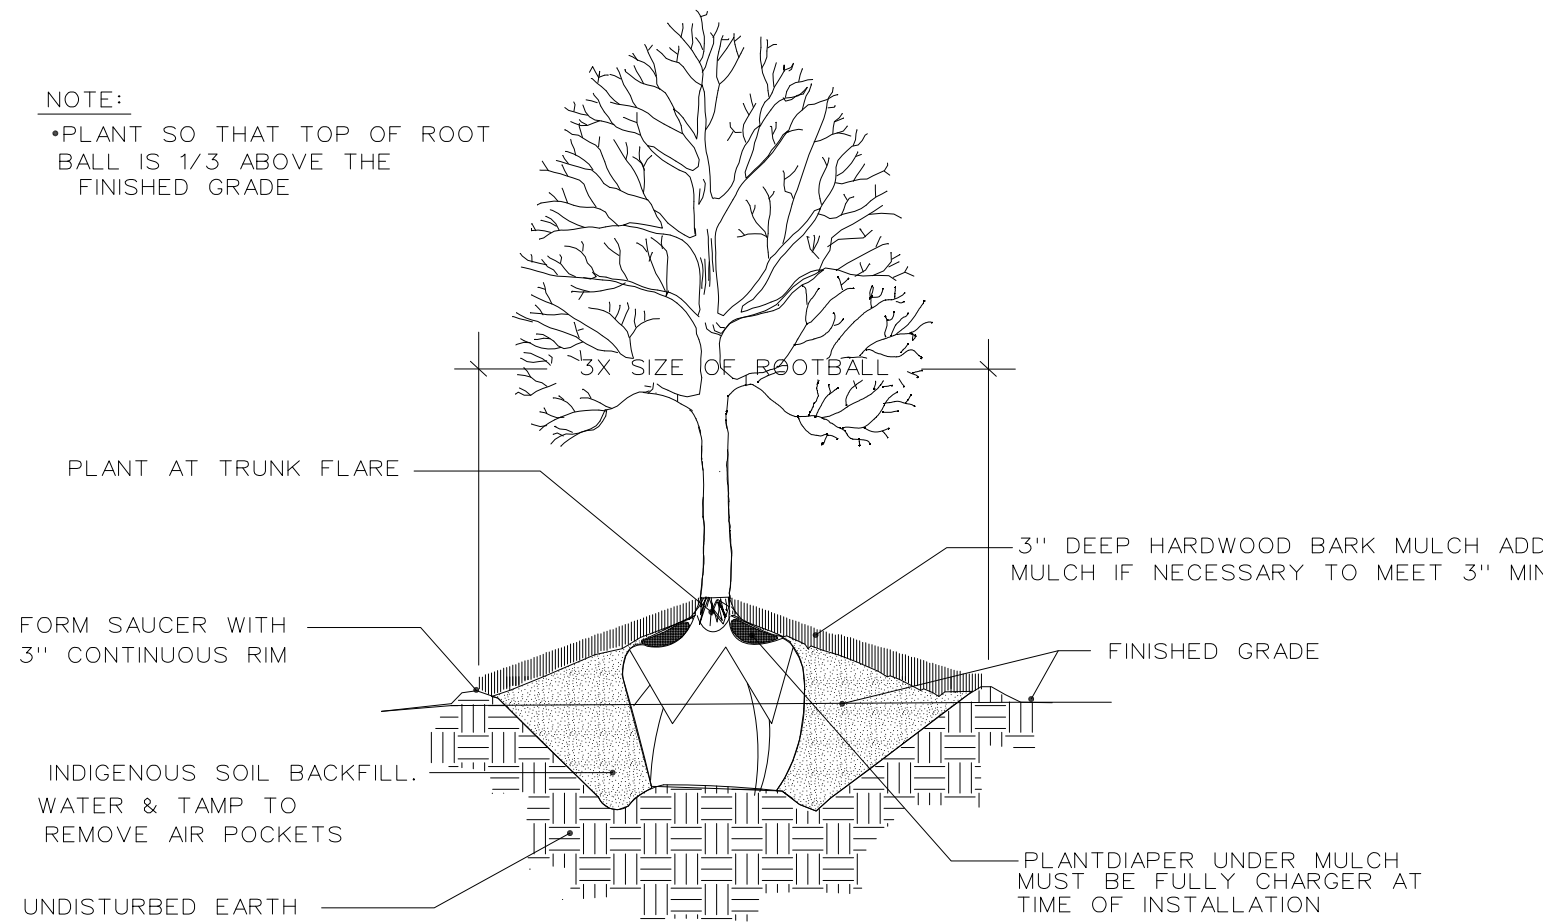 NOTE:
•PLANT SO THAT TOP OF ROOT
BALL IS 1/3 ABOVE THE
FINISHED GRADE
3X SIZE OF ROOTBALL
PLANT AT TRUNK FLARE
3'' DEEP HARDWOOD BARK MULCH ADD
MULCH IF NECESSARY TO MEET 3'' MIN
FORM SAUCER WITH
3'' CONTINUOUS RIM
FINISHED GRADE
INDIGENOUS SOIL BACKFILL.
WATER & TAMP TO
REMOVE AIR POCKETS
PLANTDIAPER UNDER MULCH
MUST BE FULLY CHARGER AT
TIME OF INSTALLATION
UNDISTURBED EARTH